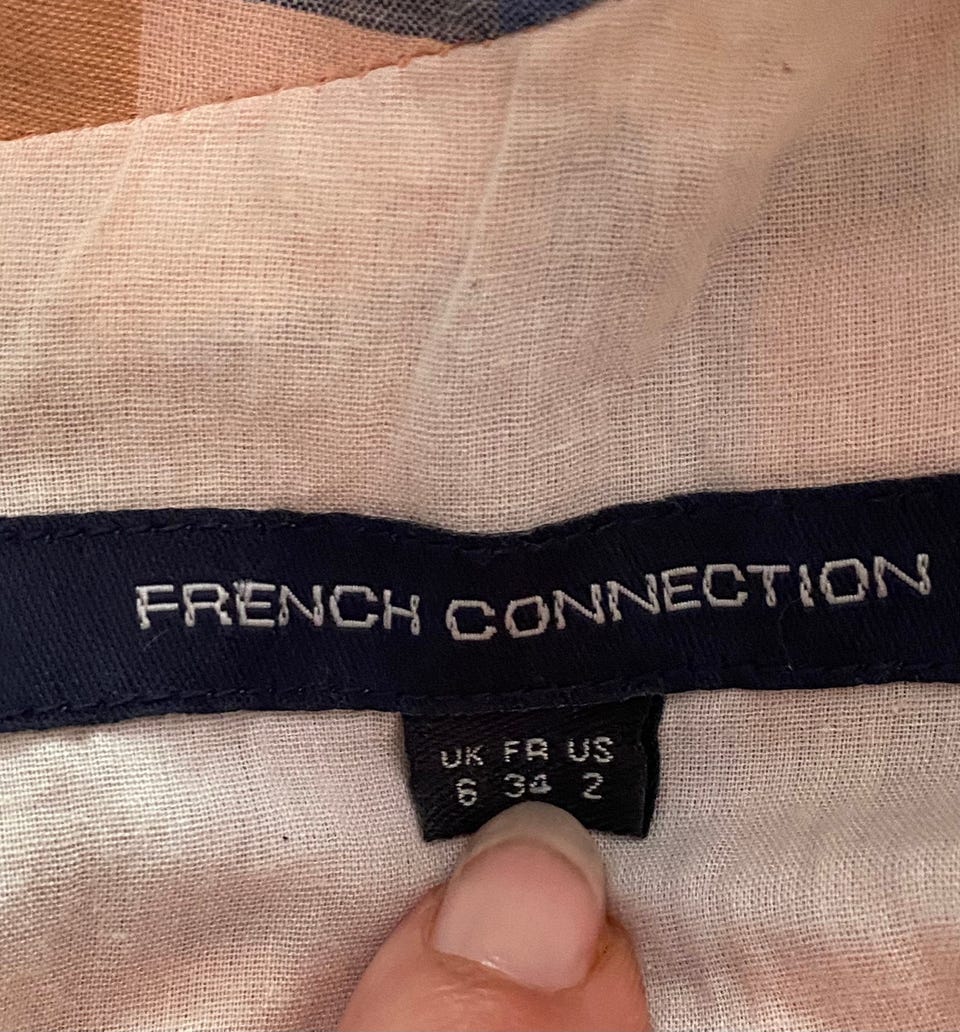 FRENCH CONNECTION
UK FR US
6 34 2